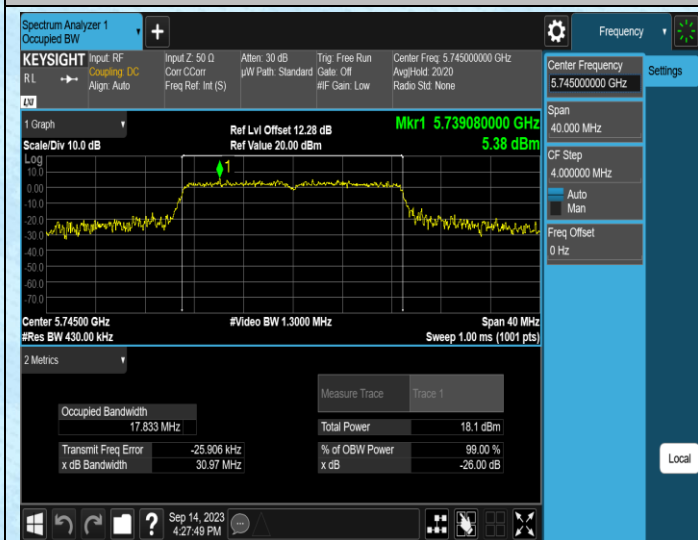 Spectrum Analyzer 1
Occupied BW
Frequency
KEYSIGHT
RL
LXI
Input: RF
Coupling: DC
Align: Auto
Input Z: 50 Ω
Corr CCorr
Freq Ref: Int (S)
Atten: 30 dB
µW Path: Standard
Trig: Free Run
Gate: Off
#IF Gain: Low
Center Freq: 5.745000000 GHz
Avg|Hold: 20/20
Radio Std: None
1 Graph
Scale/Div 10.0 dB
Ref Lvl Offset 12.28 dB
Ref Value 20.00 dBm
Mkr1 5.739080000 GHz
5.38 dBm
Log
10.0
0.00
-10.0
-20.0
-30.0
-40.0
-50.0
-60.0
-70.0
1
Center 5.74500 GHz
#Res BW 430.00 kHz
#Video BW 1.3000 MHz
Span 40 MHz
Sweep 1.00 ms (1001 pts)
2 Metrics
Measure Trace Trace 1
Occupied Bandwidth
17.833 MHz
Total Power 18.1 dBm
Transmit Freq Error -25.906 kHz
% of OBW Power 99.00 %
x dB Bandwidth 30.97 MHz
x dB -26.00 dB
Center Frequency
5.745000000 GHz
Settings
Span
40.000 MHz
CF Step
4.000000 MHz
Auto
Man
Freq Offset
0 Hz
Local
?
Sep 14, 2023
4:27:49 PM